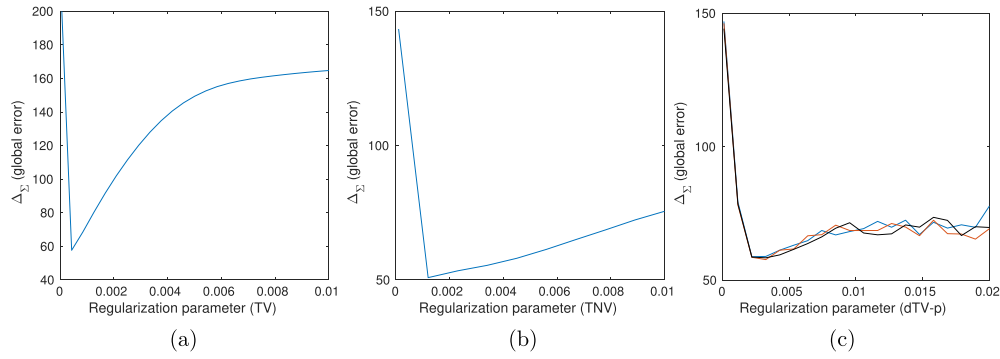 200
180
160
140
120
100
80
60
40
Δ_Σ (global error)
0 0.002 0.004 0.006 0.008 0.01
Regularization parameter (TV)
(a)
150
100
50
Δ_Σ (global error)
0 0.002 0.004 0.006 0.008 0.01
Regularization parameter (TNV)
(b)
150
100
50
Δ_Σ (global error)
0 0.005 0.01 0.015 0.02
Regularization parameter (dTV-p)
(c)